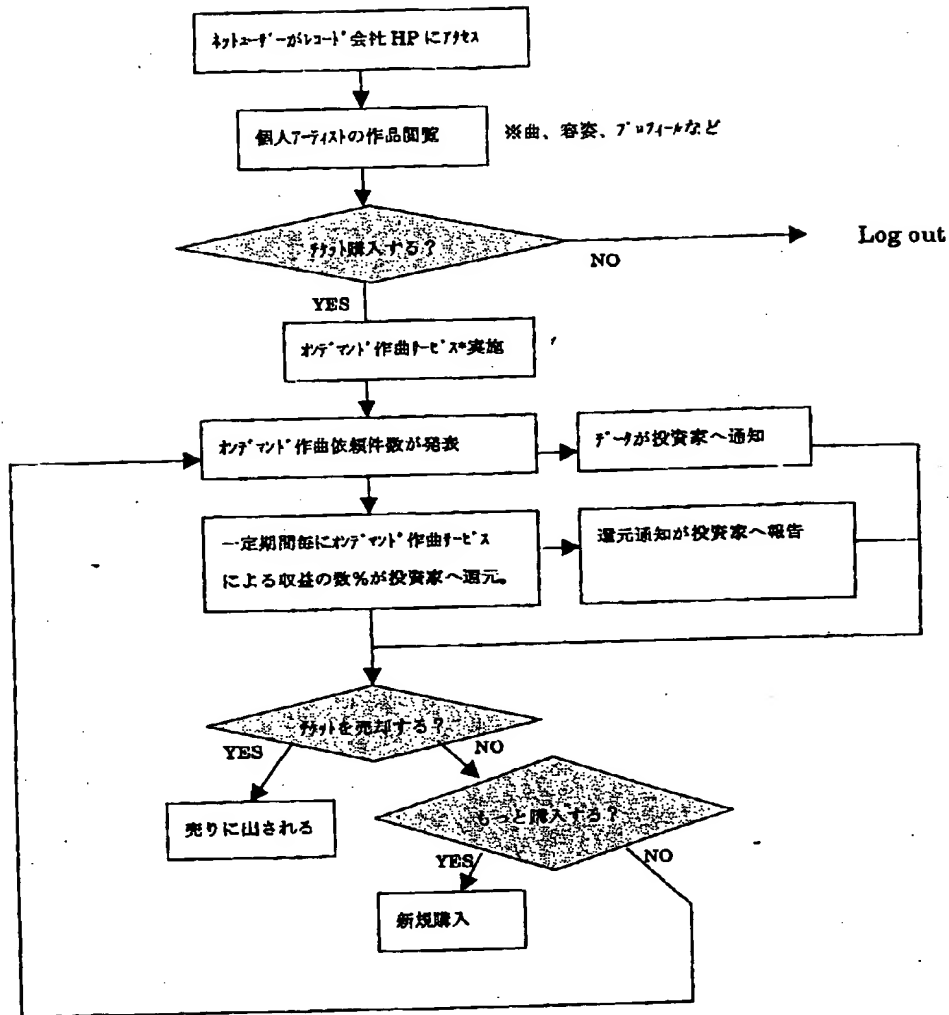 ネットユーザーがレコード会社 HP にアクセス
個人アーティストの作品閲覧
※曲、容姿、プロフィールなど
チケット購入する?
NO
Log out
YES
オンデマンド作曲サービス*実施
オンデマンド作曲依頼件数が発表
データが投資家へ通知
一定期間毎にオンデマンド作曲サービス
による収益の数%が投資家へ還元。
還元通知が投資家へ報告
チケットを売却する?
YES
NO
売りに出される
もっと購入する?
YES
NO
新規購入